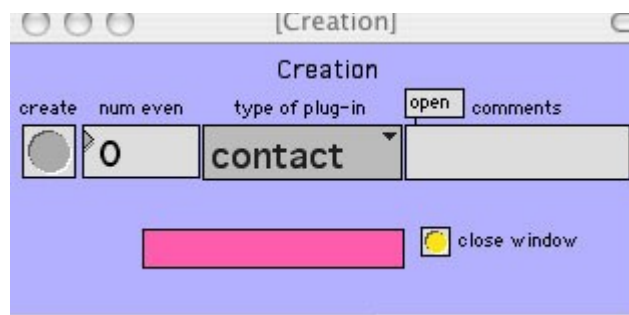 [Creation]
Creation
create num even type of plug-in open comments
0 contact
close window